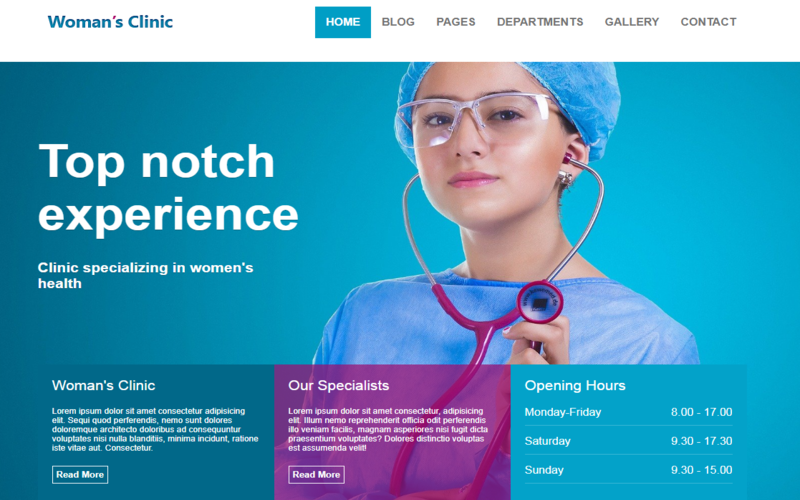 Woman's Clinic
HOME BLOG PAGES DEPARTMENTS GALLERY CONTACT
Top notch
experience
Clinic specializing in women's
health
Woman's Clinic
Lorem ipsum dolor sit amet consectetur adipisicing
elit. Sequi quod perferendis, nemo sunt dolores
doloremque architecto doloribus ad consequuntur
voluptates nisi nulla blanditiis, minima incidunt, ratione
iste vitae aut. Consectetur.
Read More
Our Specialists
Lorem ipsum dolor sit amet consectetur, adipisicing
elit. Illum nemo reprehenderit officia odit perferendis
illo veniam facilis, magnam asperiores nisi fugit dicta
praesentium voluptates? Dolores distinctio voluptas
est assumenda velit!
Read More
Opening Hours
Monday-Friday 8.00 - 17.00
Saturday 9.30 - 17.30
Sunday 9.30 - 15.00